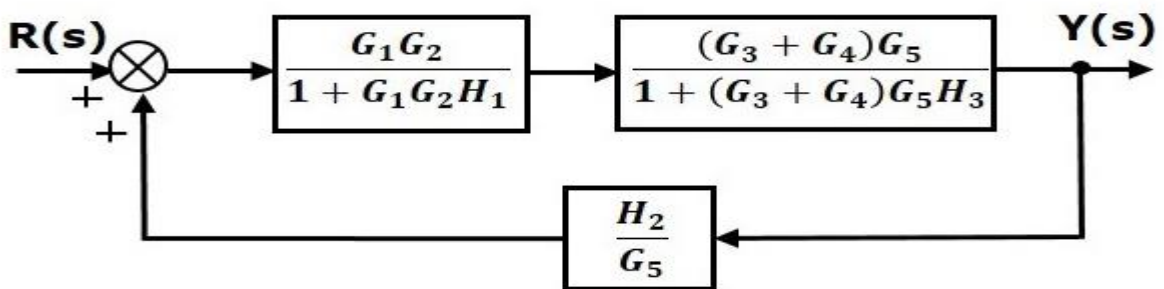 R(s)
+
+
G₁G₂
1 + G₁G₂H₁
(G₃ + G₄)G₅
1 + (G₃ + G₄)G₅H₃
Y(s)
H₂
G₅